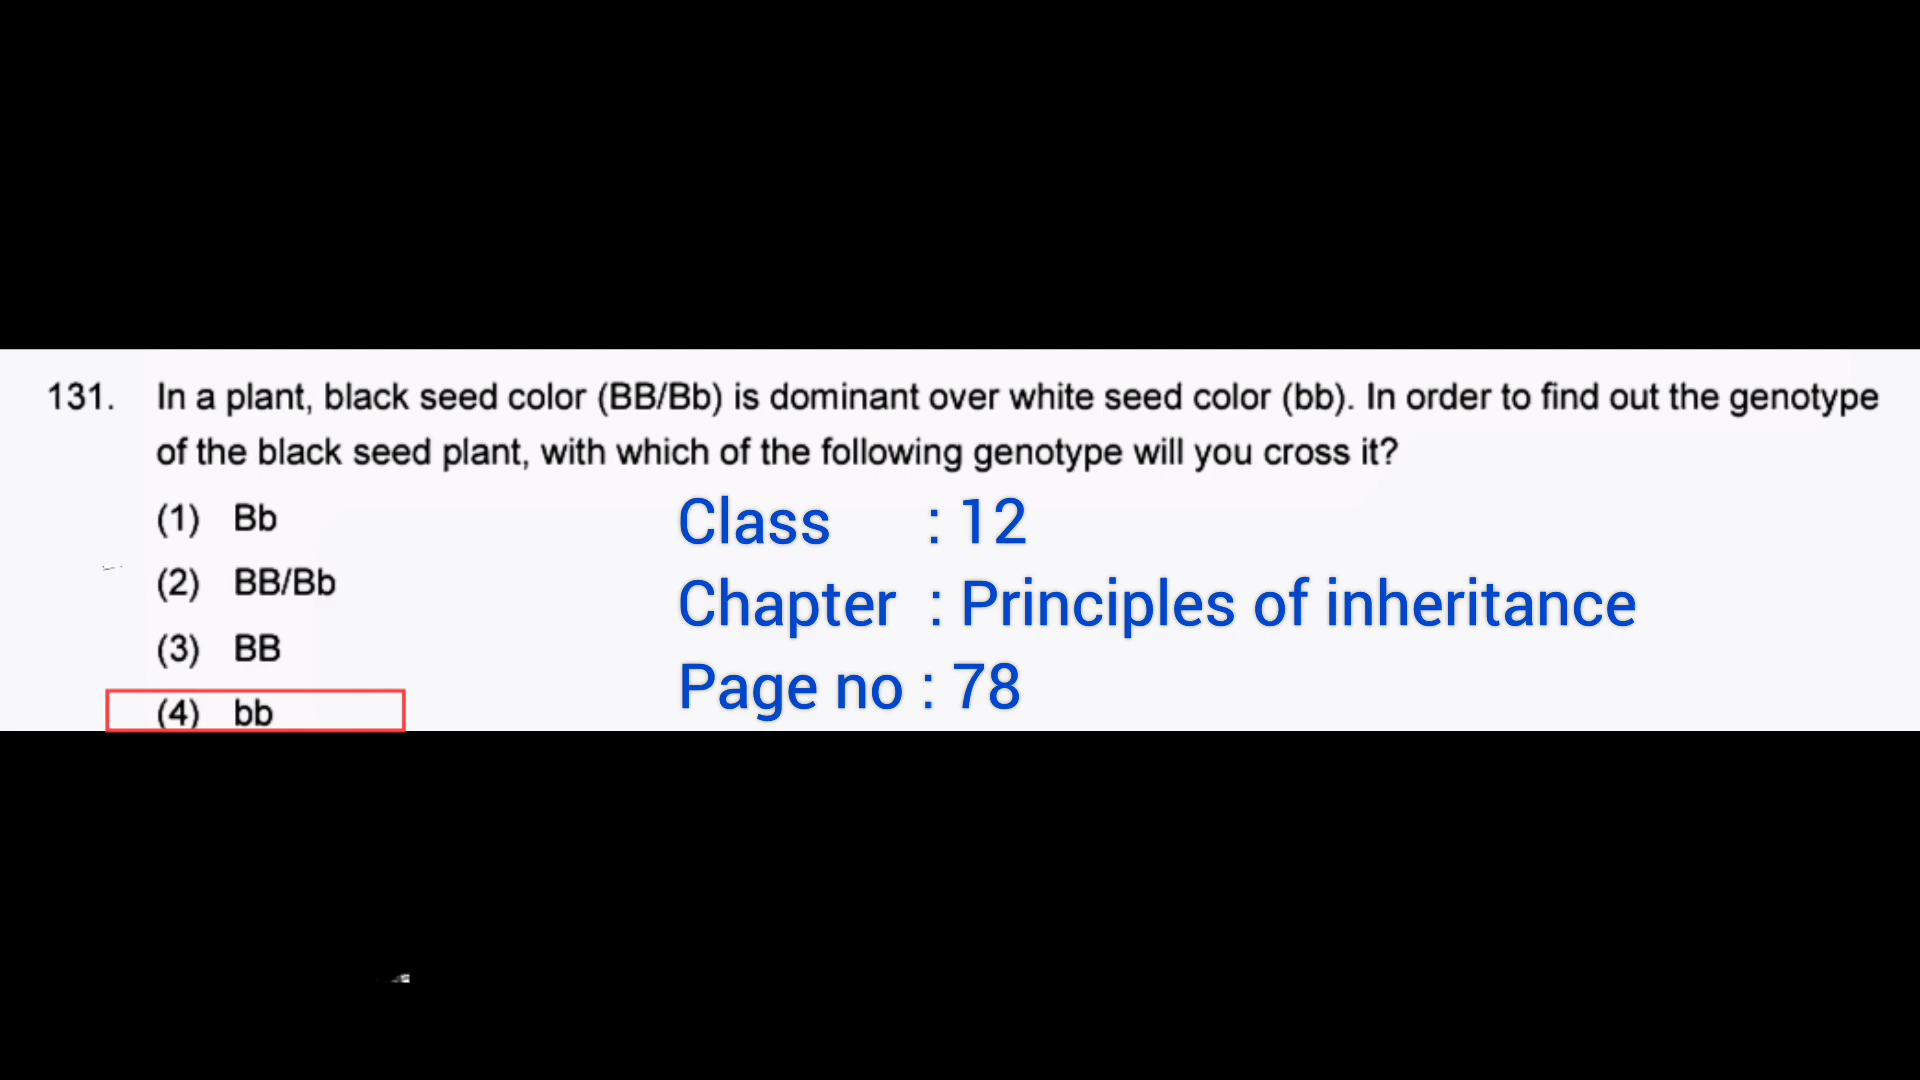 131. In a plant, black seed color (BB/Bb) is dominant over white seed color (bb). In order to find out the genotype
of the black seed plant, with which of the following genotype will you cross it?
(1) Bb
(2) BB/Bb
(3) BB
(4) bb
Class : 12
Chapter : Principles of inheritance
Page no : 78